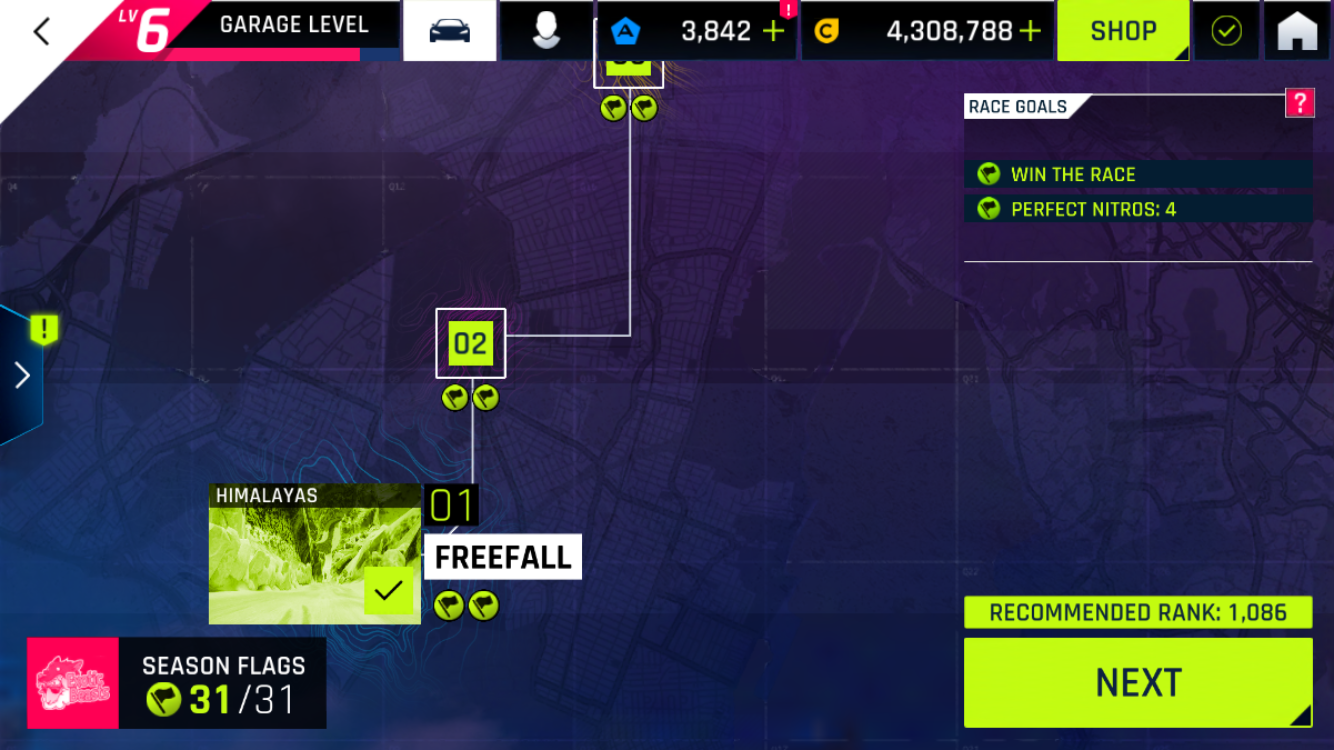 LV 6
GARAGE LEVEL
3,842
4,308,788
SHOP
RACE GOALS
?
WIN THE RACE
PERFECT NITROS: 4
!
02
HIMALAYAS
01
FREEFALL
SEASON FLAGS
31/31
RECOMMENDED RANK: 1,086
NEXT